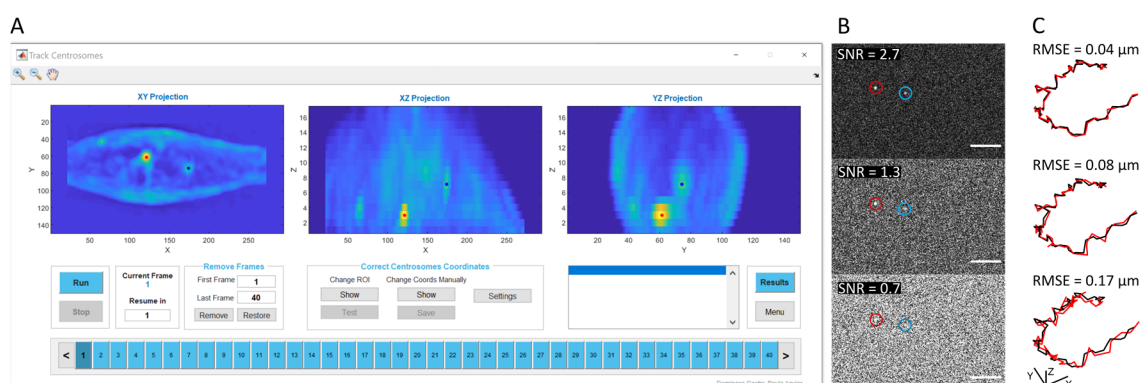 A
B
C
Track Centrosomes
XY Projection
XZ Projection
YZ Projection
0
20
40
60
80
100
120
140
Y
50 100 150 200 250
X
16
14
12
10
8
6
4
2
Z
50 100 150 200 250
X
16
14
12
10
8
6
4
2
Z
20 40 60 80 100 120 140
Y
Run
Stop
Current Frame
1
Resume in
1
Remove Frames
First Frame 1
Last Frame 40
Remove Restore
Correct Centrosomes Coordinates
Change ROI Change Coords Manually
Show Show Settings
Test Save
Results
Menu
< 1 2 3 4 5 6 7 8 9 10 11 12 13 14 15 16 17 18 19 20 21 22 23 24 25 26 27 28 29 30 31 32 33 34 35 36 37 38 39 40 >
SNR = 2.7
SNR = 1.3
SNR = 0.7
RMSE = 0.04 µm
RMSE = 0.08 µm
RMSE = 0.17 µm
Y Z